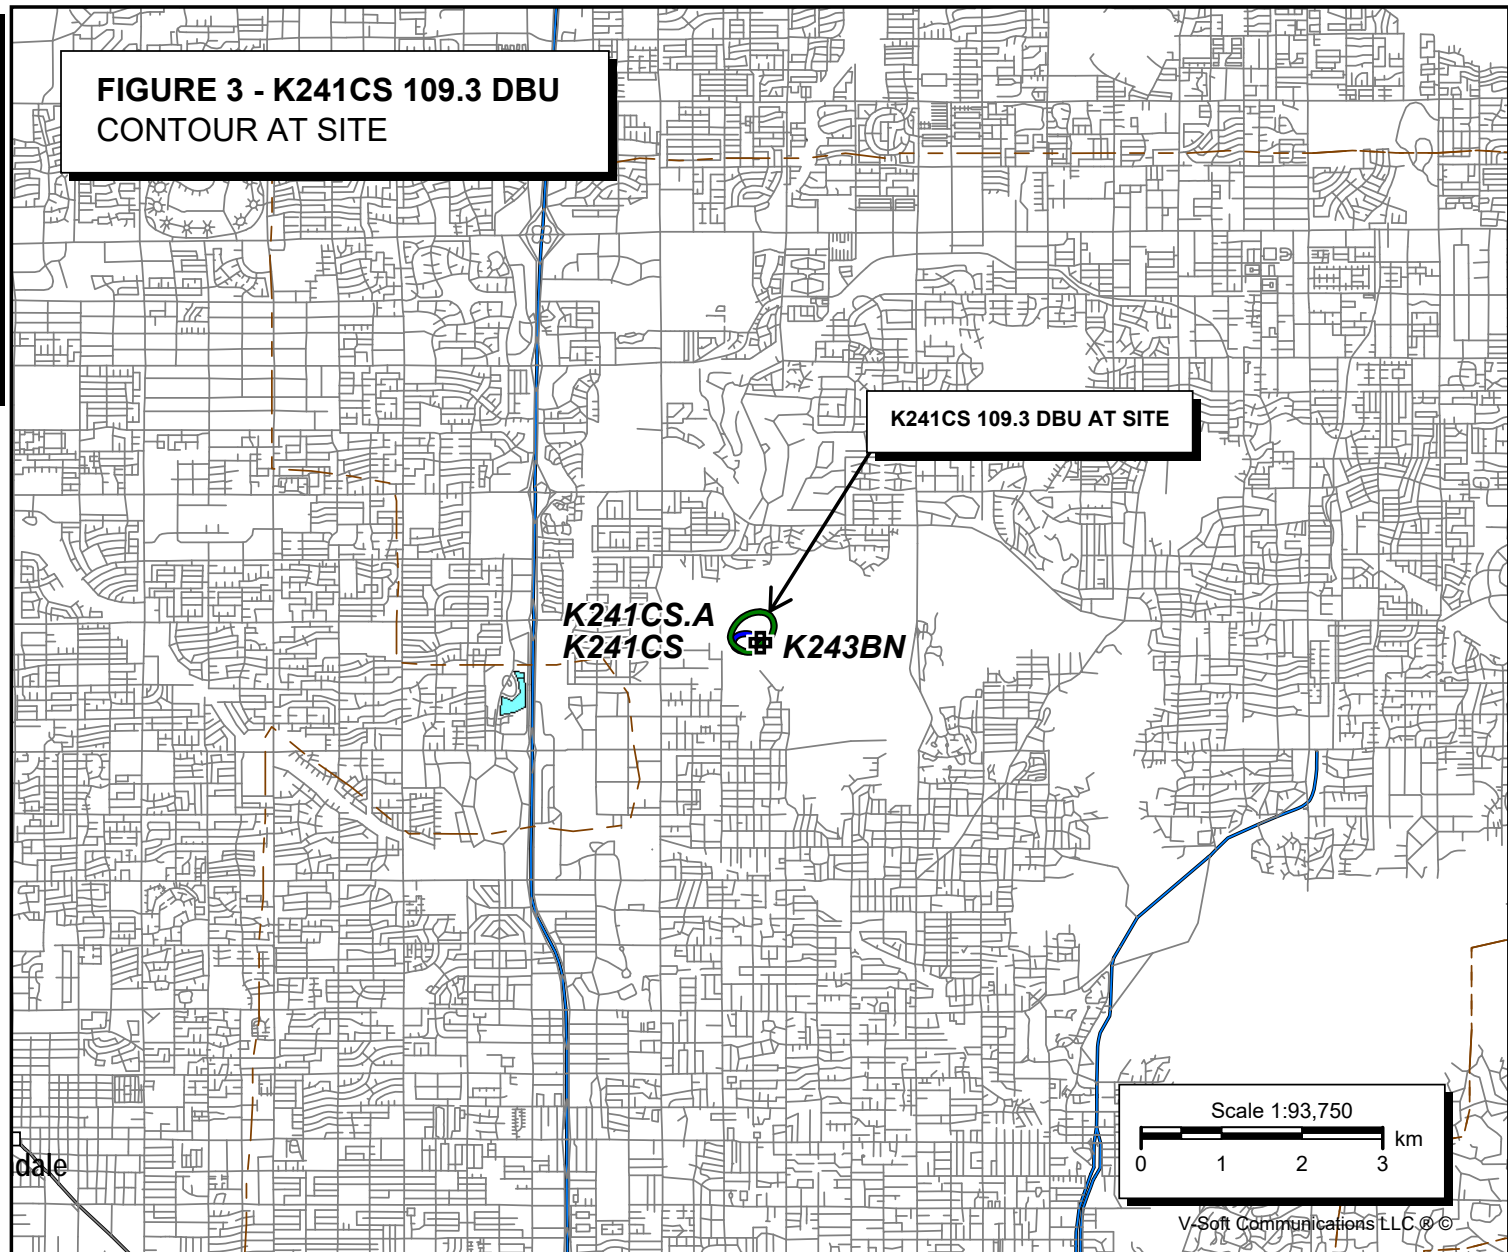 FIGURE 3 - K241CS 109.3 DBU
CONTOUR AT SITE
K241CS 109.3 DBU AT SITE
K241CS.A
K241CS
K243BN
dale
Scale 1:93,750
km
0 1 2 3
V-Soft Communications LLC ® ©